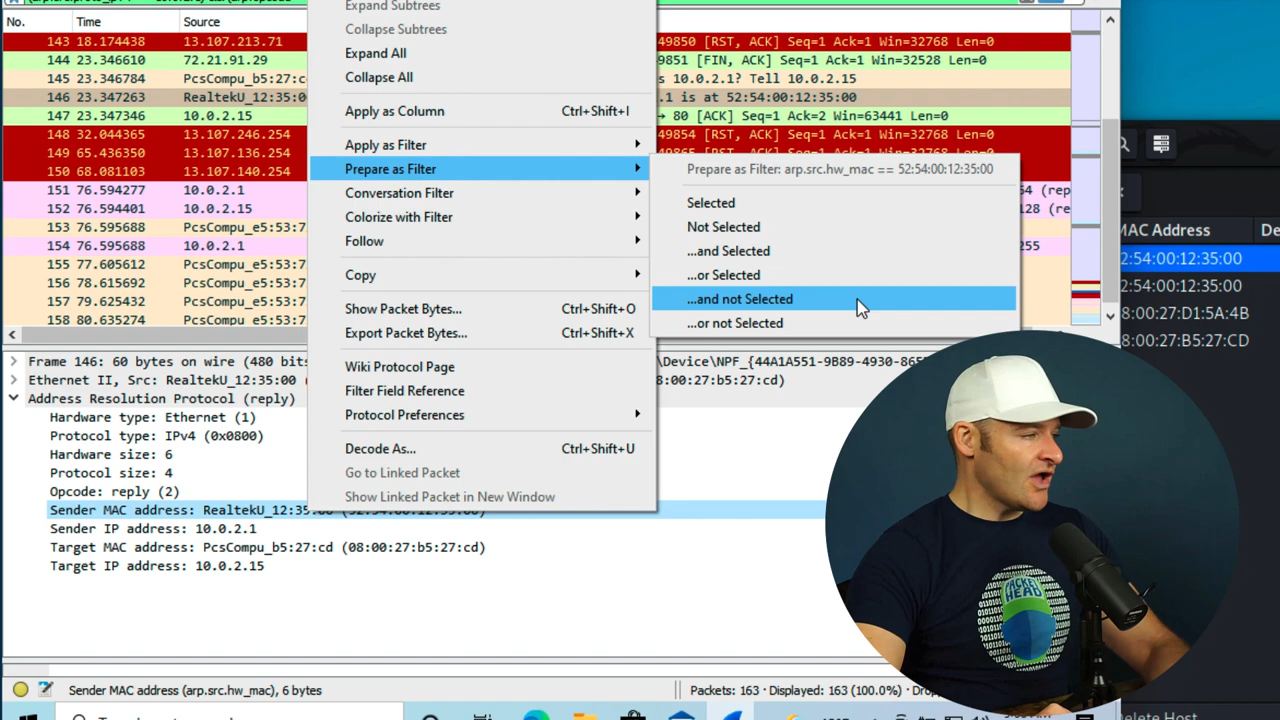 Expand Subtrees
No. Time Source
Collapse Subtrees
143 18.174438 13.107.213.71 49850 [RST, ACK] Seq=1 Ack=1 Win=32768 Len=0
Expand All
144 23.346610 72.21.91.29 9851 [FIN, ACK] Seq=1 Ack=1 Win=32528 Len=0
145 23.346784 PcsCompu_b5:27:c s 10.0.2.1? Tell 10.0.2.15
Collapse All
146 23.347263 RealtekU_12:35:0 .1 is at 52:54:00:12:35:00
147 23.347346 10.0.2.15 → 80 [ACK] Seq=1 Ack=2 Win=63441 Len=0
Apply as Column Ctrl+Shift+I
148 32.044365 13.107.246.254 49854 [RST, ACK] Seq=1 Ack=1 Win=32768 Len=0
Apply as Filter
149 65.436350 13.107.136.254
150 68.081103 13.107.140.254
Prepare as Filter
Prepare as Filter: arp.src.hw_mac == 52:54:00:12:35:00
151 76.594277 10.0.2.1 64 (rep
Conversation Filter
Selected
152 76.594401 10.0.2.15 128 (re
Colorize with Filter
153 76.595688 PcsCompu_e5:53:7
Not Selected
MAC Address De
Follow
154 76.595688 10.0.2.1 255
...and Selected
155 77.605612 PcsCompu_e5:53:7
2:54:00:12:35:00
Copy
...or Selected
156 78.615692 PcsCompu_e5:53:7
2:54:00:12:35:00
157 79.625432 PcsCompu_e5:53:7
...and not Selected
Show Packet Bytes... Ctrl+Shift+O
8:00:27:D1:5A:4B
158 80.635274 PcsCompu_e5:53:7
...or not Selected
Export Packet Bytes... Ctrl+Shift+X
8:00:27:B5:27:CD
Frame 146: 60 bytes on wire (480 bits \Device\NPF_{44A1A551-9B89-4930-865
Wiki Protocol Page
Ethernet II, Src: RealtekU_12:35:00 8:00:27:b5:27:cd)
Filter Field Reference
Address Resolution Protocol (reply)
Protocol Preferences
Hardware type: Ethernet (1)
Protocol type: IPv4 (0x0800)
Decode As... Ctrl+Shift+U
Hardware size: 6
Protocol size: 4
Go to Linked Packet
Opcode: reply (2)
Show Linked Packet in New Window
Sender MAC address: RealtekU_12:35:00 (52:54:00:12:35:00)
Sender IP address: 10.0.2.1
Target MAC address: PcsCompu_b5:27:cd (08:00:27:b5:27:cd)
Target IP address: 10.0.2.15
PACKET
HEAD
Sender MAC address (arp.src.hw_mac), 6 bytes
Packets: 163 · Displayed: 163 (100.0%) · Dro